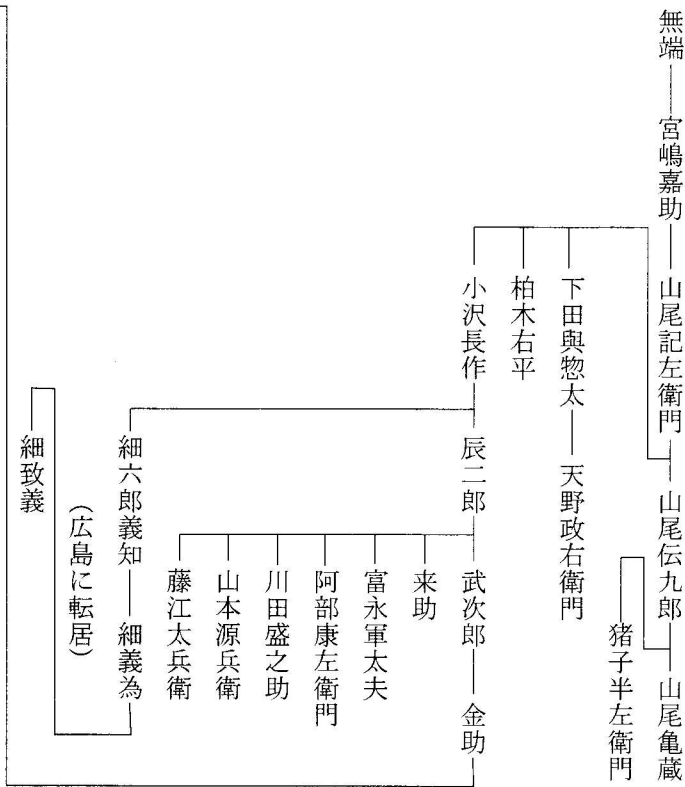 無端 宮嶋嘉助 山尾記左衛門 山尾伝九郎 山尾亀蔵
猪子半左衛門
下田與惣太 天野政右衛門
柏木右平
小沢長作 辰二郎 武次郎 金助
来助
富永軍太夫
阿部康左衛門
川田盛之助
山本源兵衛
藤江太兵衛
細六郎義知 細義為
(広島に転居)
細致義